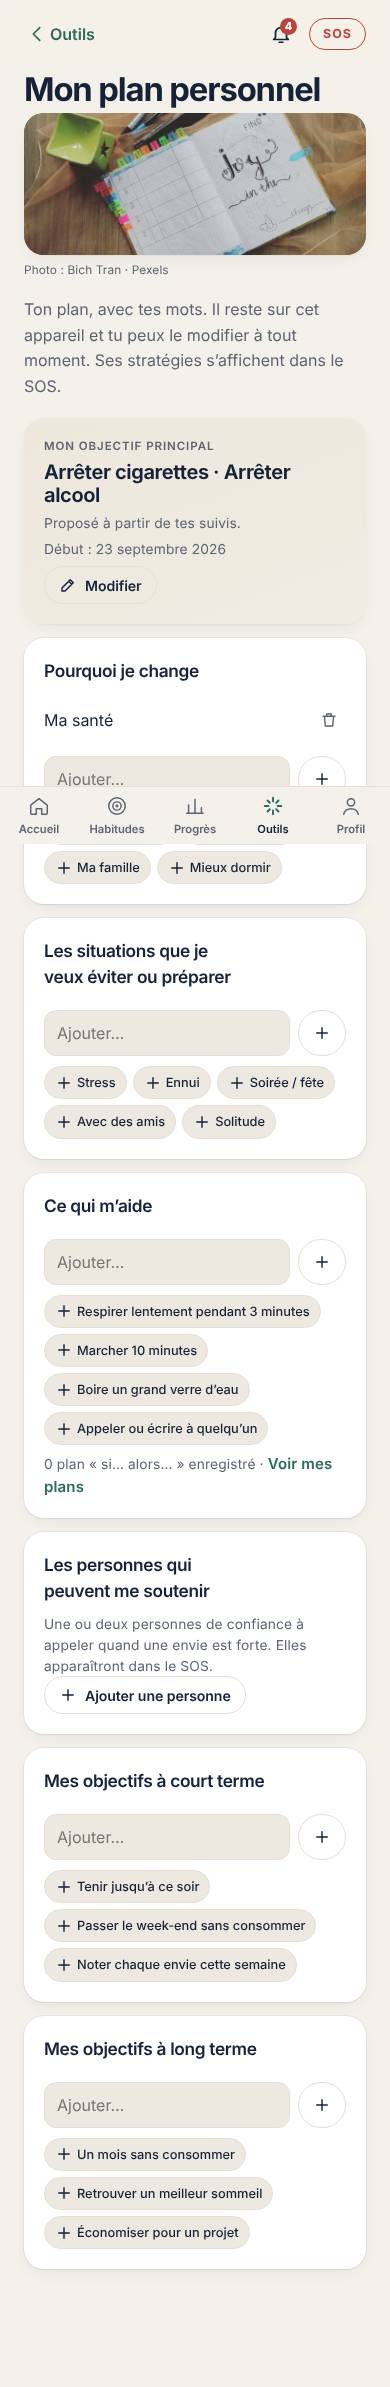 Outils
4
SOS
Mon plan personnel
FIND
Joy
in the
things
Photo : Bich Tran · Pexels
Ton plan, avec tes mots. Il reste sur cet
appareil et tu peux le modifier à tout
moment. Ses stratégies s’affichent dans le
SOS.
MON OBJECTIF PRINCIPAL
Arrêter cigarettes · Arrêter
alcool
Proposé à partir de tes suivis.
Début : 23 septembre 2026
Modifier
Pourquoi je change
Ma santé
Ajouter…
Accueil
Habitudes
Progrès
Outils
Profil
Ma famille
Mieux dormir
Les situations que je
veux éviter ou préparer
Ajouter…
Stress
Ennui
Soirée / fête
Avec des amis
Solitude
Ce qui m’aide
Ajouter…
Respirer lentement pendant 3 minutes
Marcher 10 minutes
Boire un grand verre d’eau
Appeler ou écrire à quelqu’un
0 plan « si… alors… » enregistré · Voir mes
plans
Les personnes qui
peuvent me soutenir
Une ou deux personnes de confiance à
appeler quand une envie est forte. Elles
apparaîtront dans le SOS.
Ajouter une personne
Mes objectifs à court terme
Ajouter…
Tenir jusqu’à ce soir
Passer le week-end sans consommer
Noter chaque envie cette semaine
Mes objectifs à long terme
Ajouter…
Un mois sans consommer
Retrouver un meilleur sommeil
Économiser pour un projet